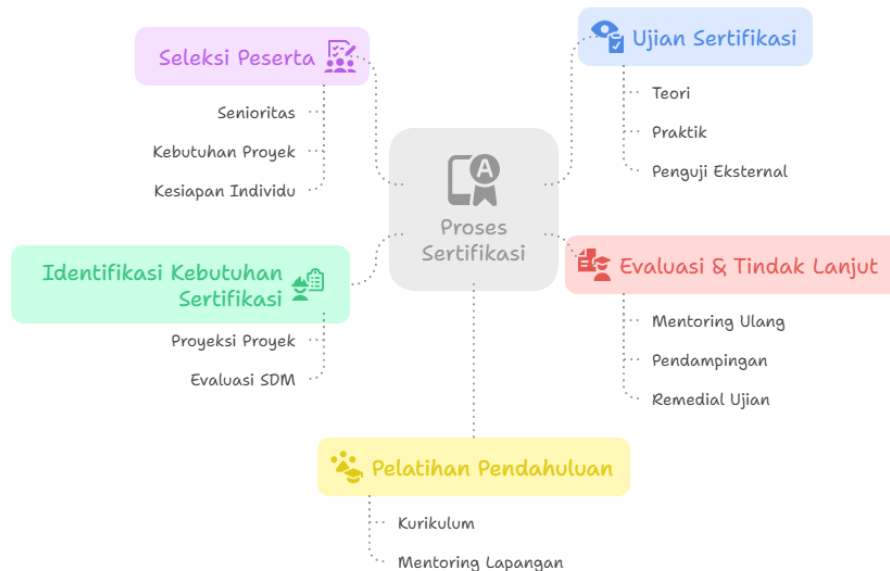 Seleksi Peserta
Senioritas
Kebutuhan Proyek
Kesiapan Individu
Identifikasi Kebutuhan
Sertifikasi
Proyeksi Proyek
Evaluasi SDM
A
Proses
Sertifikasi
Ujian Sertifikasi
Teori
Praktik
Penguji Eksternal
Evaluasi & Tindak Lanjut
Mentoring Ulang
Pendampingan
Remedial Ujian
Pelatihan Pendahuluan
Kurikulum
Mentoring Lapangan